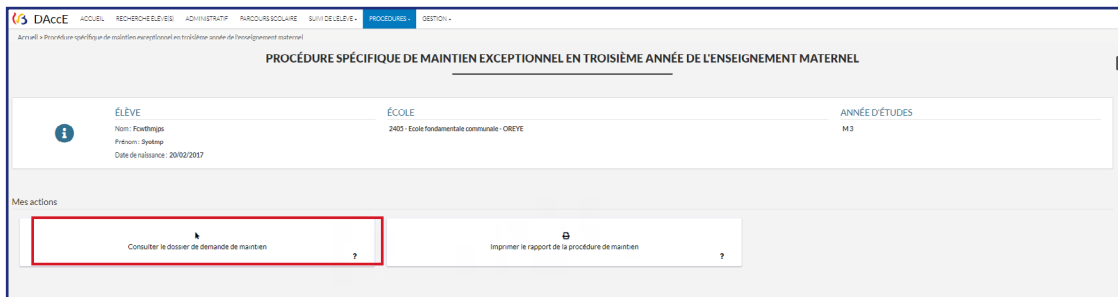 DAccE ACCUEIL RECHERCHE ELEVE(S) ADMINISTRATIF PARCOURS SCOLAIRE SUIVI DE L'ELEVE PROCEDURES GESTION
Accueil > Procédure spécifique de maintien exceptionnel en troisième année de l'enseignement maternel
PROCÉDURE SPÉCIFIQUE DE MAINTIEN EXCEPTIONNEL EN TROISIÈME ANNÉE DE L'ENSEIGNEMENT MATERNEL
ÉLÈVE ÉCOLE ANNÉE D'ÉTUDES
Nom : Fcwthmjps 2405 - Ecole fondamentale communale - OREYE M3
Prénom : Syotmp
Date de naissance : 20/02/2017
Mes actions
Consulter le dossier de demande de maintien ? Imprimer le rapport de la procédure de maintien ?